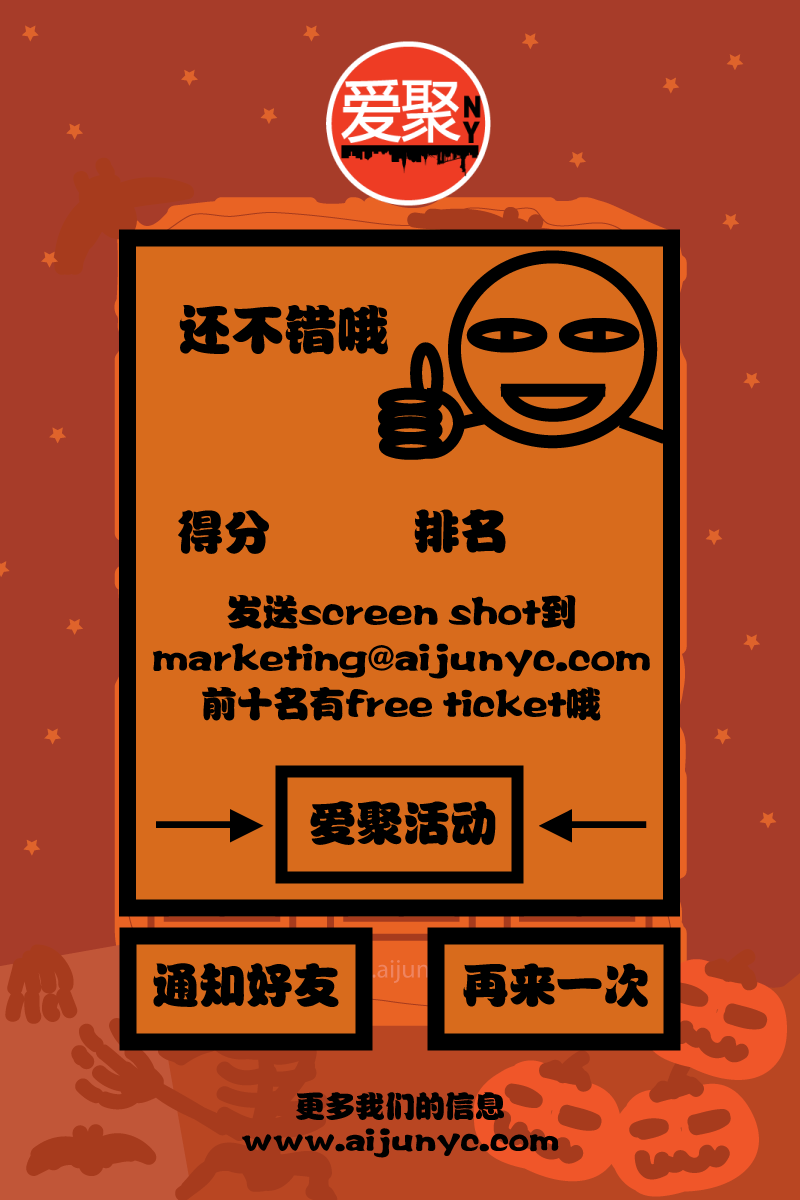 爱聚
NY
还不错哦
得分 排名
发送screen shot到
marketing@aijunyc.com
前十名有free ticket哦
爱聚活动
.aijun
通知好友 再来一次
更多我们的信息
www.aijunyc.com